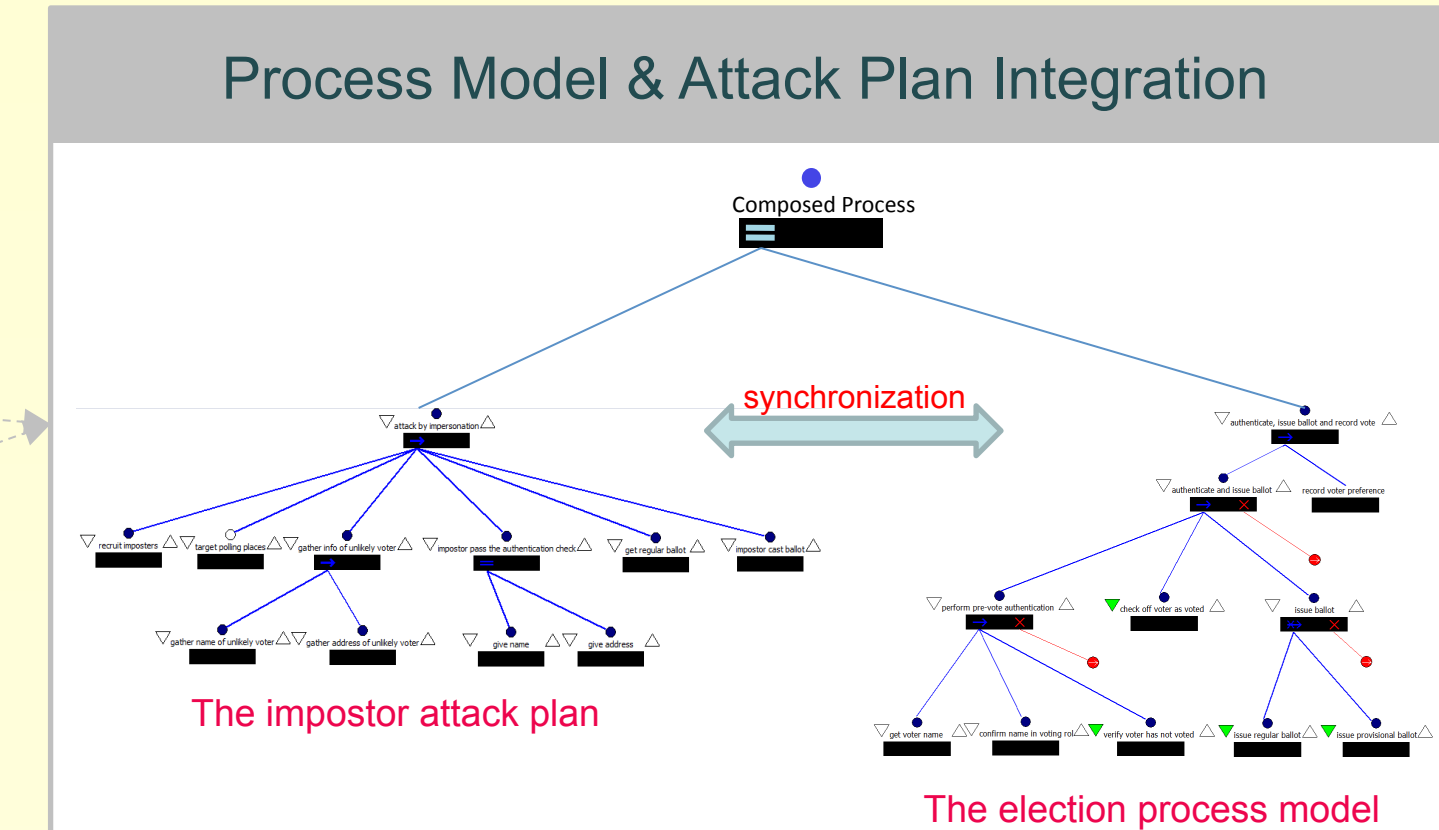 Process Model & Attack Plan Integration
Composed Process
synchronization
attack by impersonation
authenticate, issue ballot and record vote
authenticate and issue ballot
record voter preference
recruit imposters
target polling places
gather info of unlikely voter
impostor pass the authentication check
get regular ballot
impostor cast ballot
perform pre-vote authentication
check off voter as voted
issue ballot
gather name of unlikely voter
gather address of unlikely voter
give name
give address
The impostor attack plan
get voter name
confirm name in voting rol
verify voter has not voted
issue regular ballot
issue provisional ballot
The election process model